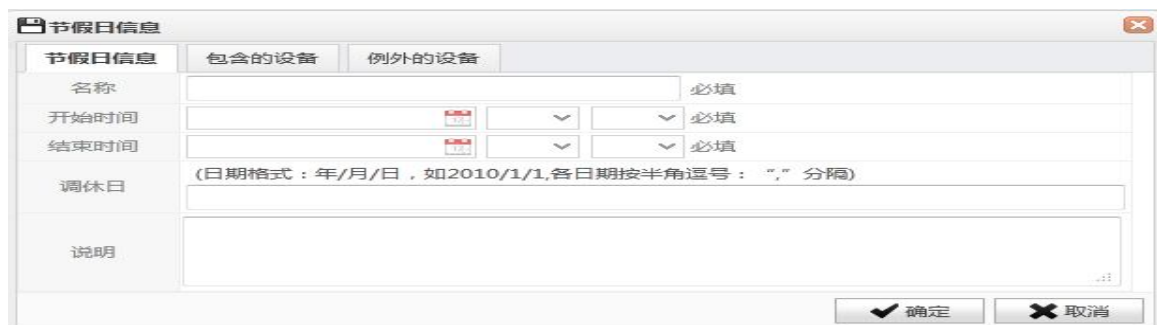 节假日信息
节假日信息 包含的设备 例外的设备
名称 必填
开始时间 必填
结束时间 必填
调休日 (日期格式：年/月/日，如2010/1/1,各日期按半角逗号： “,” 分隔)
说明
确定 取消